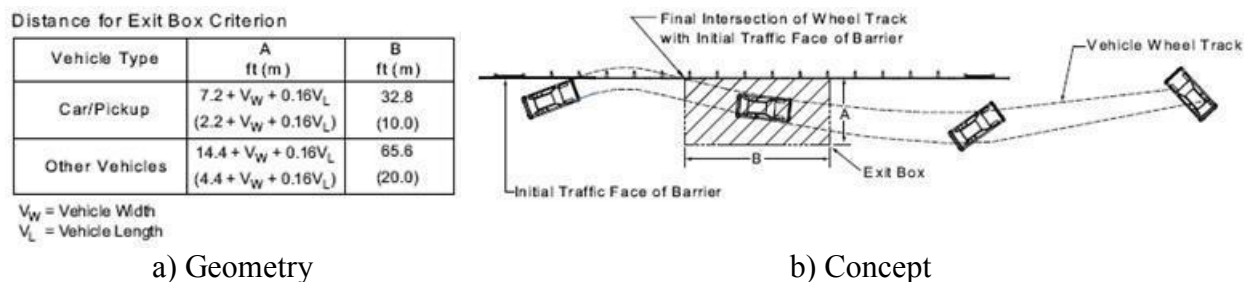 Distance for Exit Box Criterion
Vehicle Type
A
ft (m)
B
ft (m)
Car/Pickup
7.2 + V_W + 0.16V_L
(2.2 + V_W + 0.16V_L)
32.8
(10.0)
Other Vehicles
14.4 + V_W + 0.16V_L
(4.4 + V_W + 0.16V_L)
65.6
(20.0)
V_W = Vehicle Width
V_L = Vehicle Length
a) Geometry
Final Intersection of Wheel Track
with Initial Traffic Face of Barrier
Vehicle Wheel Track
A
B
Exit Box
Initial Traffic Face of Barrier
b) Concept